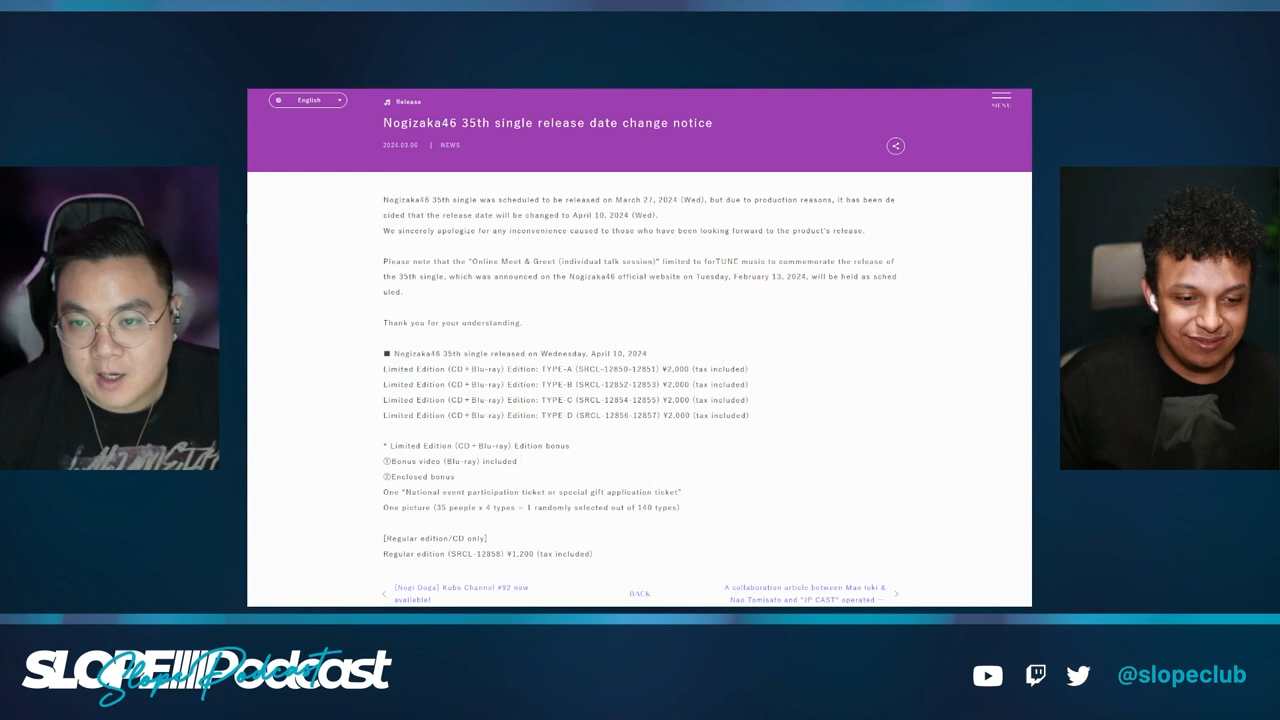 English
Release
MENU
Nogizaka46 35th single release date change notice
2024.03.06 | NEWS
Nogizaka46 35th single was scheduled to be released on March 27, 2024 (Wed), but due to production reasons, it has been de
cided that the release date will be changed to April 10, 2024 (Wed).
We sincerely apologize for any inconvenience caused to those who have been looking forward to the product's release.
Please note that the "Online Meet & Greet (individual talk session)" limited to forTUNE music to commemorate the release of
the 35th single, which was announced on the Nogizaka46 official website on Tuesday, February 13, 2024, will be held as sched
uled.
Thank you for your understanding.
■ Nogizaka46 35th single released on Wednesday, April 10, 2024
Limited Edition (CD+Blu-ray) Edition: TYPE-A (SRCL-12850-12851) ¥2,000 (tax included)
Limited Edition (CD+Blu-ray) Edition: TYPE-B (SRCL-12852-12853) ¥2,000 (tax included)
Limited Edition (CD+Blu-ray) Edition: TYPE-C (SRCL-12854-12855) ¥2,000 (tax included)
Limited Edition (CD+Blu-ray) Edition: TYPE-D (SRCL-12856-12857) ¥2,000 (tax included)
* Limited Edition (CD+Blu-ray) Edition bonus
①Bonus video (Blu-ray) included
②Enclosed bonus
One "National event participation ticket or special gift application ticket"
One picture (35 people x 4 types = 1 randomly selected out of 140 types)
[Regular edition/CD only]
Regular edition (SRCL-12858) ¥1,200 (tax included)
[Nogi Doga] Kubo Channel #92 now
available!
BACK
A collaboration article between Mao Ioki &
Nao Tomisato and "JP CAST" operated ...
SLOPE Podcast
Slope Podcast
@slopeclub